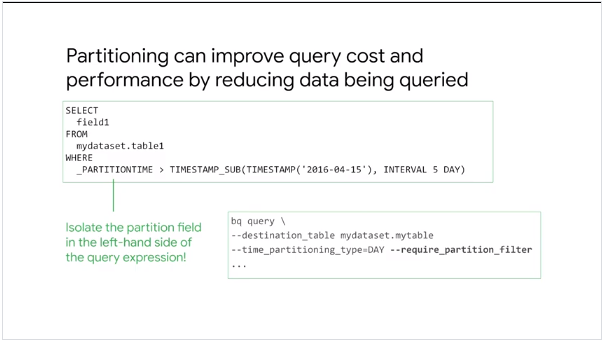 Partitioning can improve query cost and
performance by reducing data being queried
SELECT
field1
FROM
mydataset.table1
WHERE
_PARTITIONTIME > TIMESTAMP_SUB(TIMESTAMP('2016-04-15'), INTERVAL 5 DAY)
Isolate the partition field
in the left-hand side of
the query expression!
bq query \
--destination_table mydataset.mytable
--time_partitioning_type=DAY --require_partition_filter
...